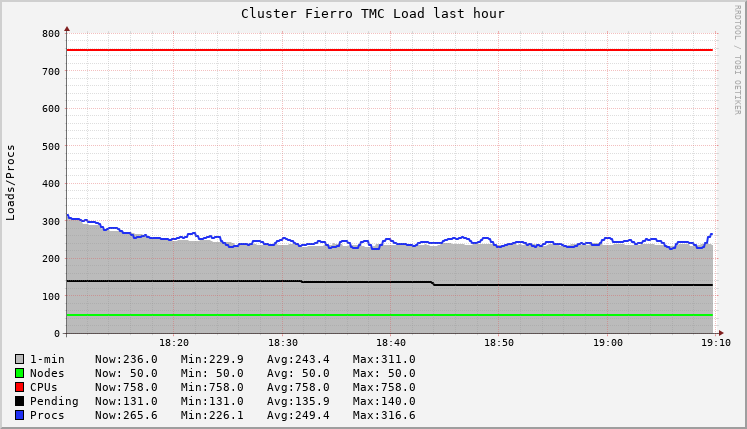 Cluster Fierro TMC Load last hour
RRDTOOL / TOBI OETIKER
Loads/Procs
800
700
600
500
400
300
200
100
0
18:20 18:30 18:40 18:50 19:00 19:10
1-min Now:236.0 Min:229.9 Avg:243.4 Max:311.0
Nodes Now: 50.0 Min: 50.0 Avg: 50.0 Max: 50.0
CPUs Now:758.0 Min:758.0 Avg:758.0 Max:758.0
Pending Now:131.0 Min:131.0 Avg:135.9 Max:140.0
Procs Now:265.6 Min:226.1 Avg:249.4 Max:316.6